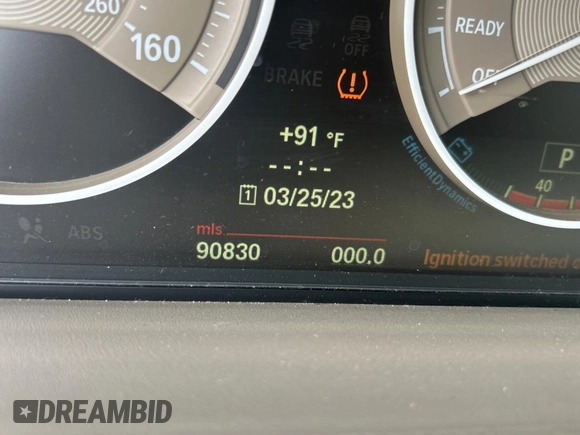 260
160
OFF
BRAKE
READY
OFF
+91 °F
--:--
1 03/25/23
EfficientDynamics
P
40
ABS
mls
90830 000.0
Ignition switched
★DREAMBID